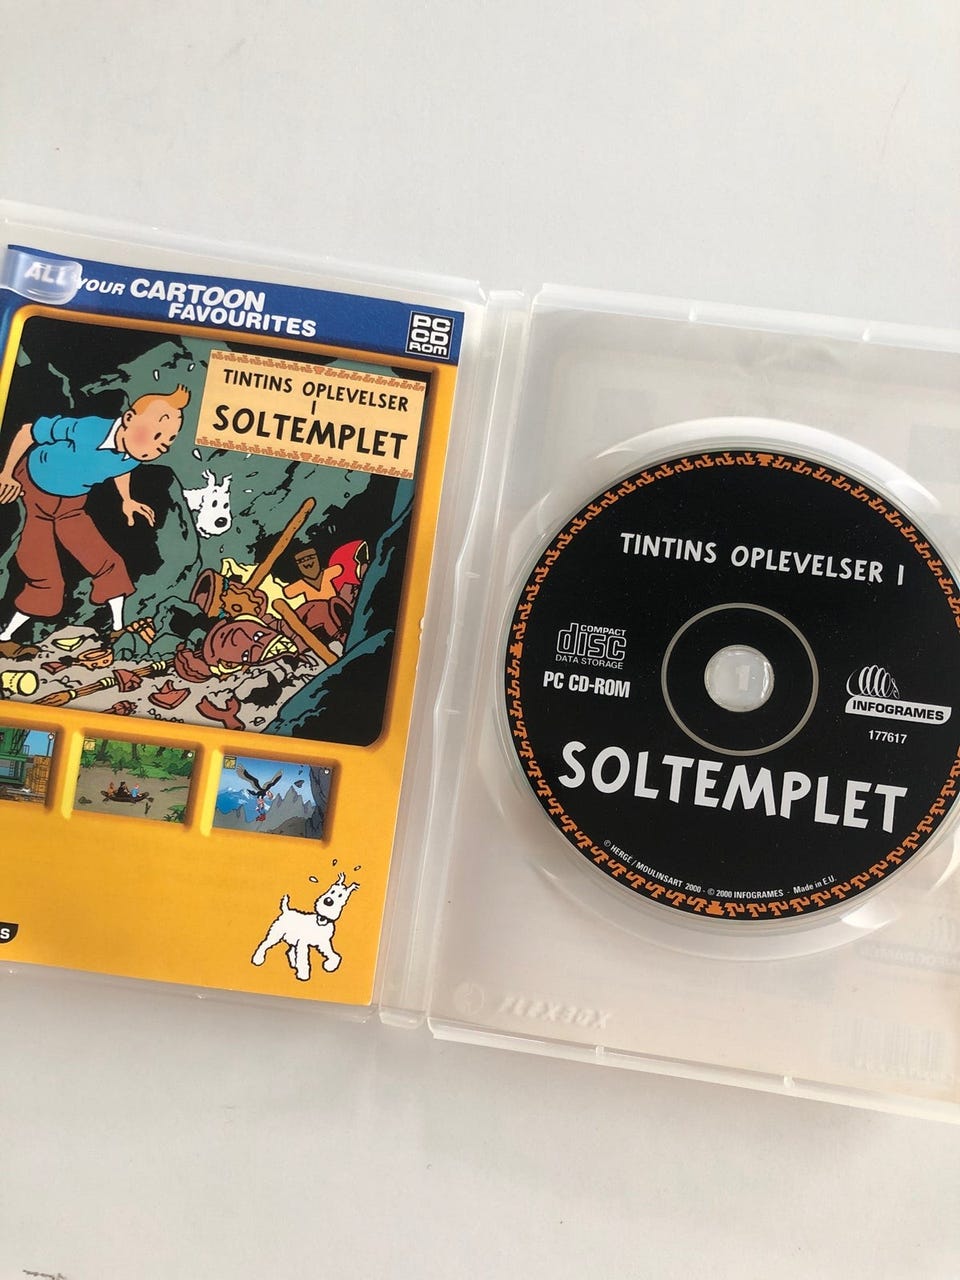 ALL YOUR CARTOON
FAVOURITES
PC
CD
ROM
TINTINS OPLEVELSER
I
SOLTEMPLET
S
TINTINS OPLEVELSER I
COMPACT
disc
DATA STORAGE
PC CD-ROM
INFOGRAMES
177617
1
SOLTEMPLET
© HERGÉ / MOULINSART 2000 - © 2000 INFOGRAMES - Made in E.U.